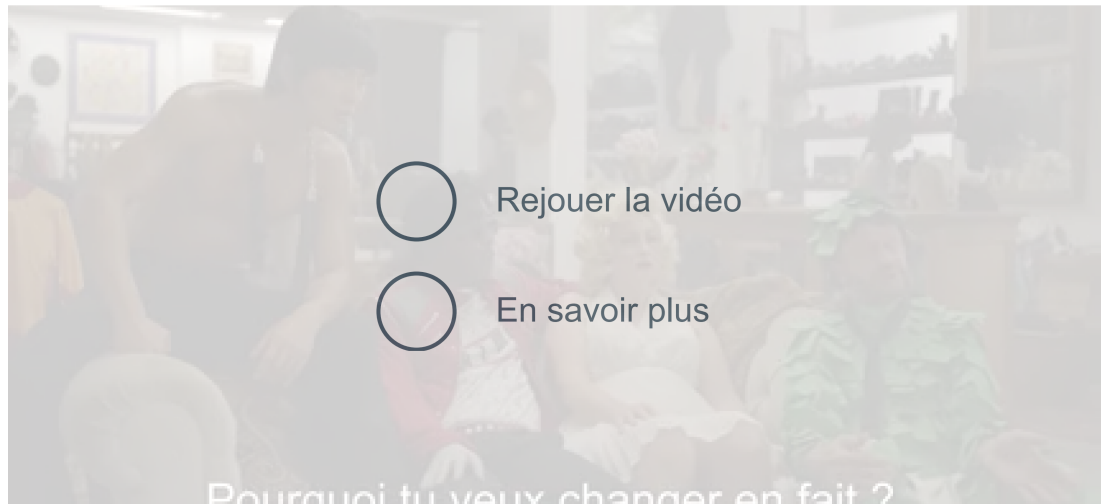 Rejouer la vidéo
En savoir plus
Pourquoi tu veux changer en fait ?